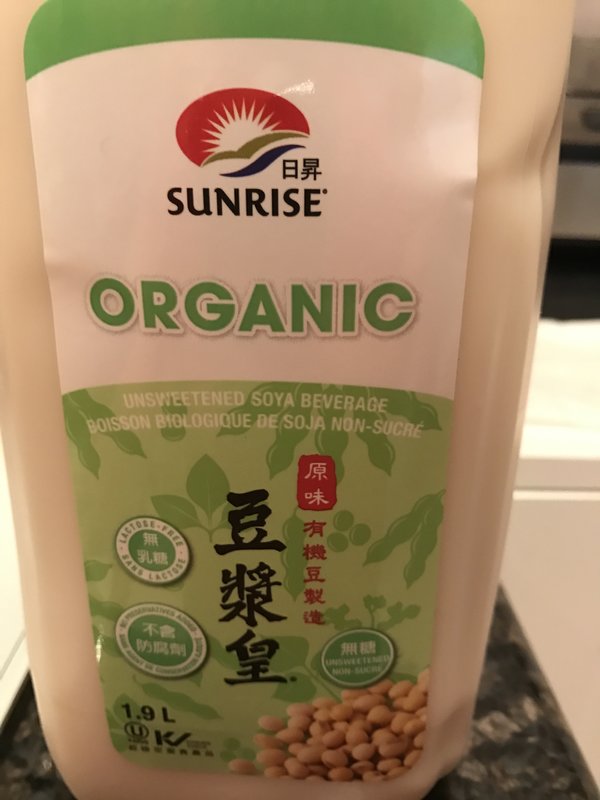 日昇
SUNRISE
ORGANIC
UNSWEETENED SOYA BEVERAGE
BOISSON BIOLOGIQUE DE SOJA NON-SUCRÉ
原味
有機豆製造
豆漿皇
LACTOSE-FREE
無
乳糖
SANS LACTOSE
不含
防腐劑
無糖
UNSWEETENED
NON-SUCRÉ
1.9 L
U